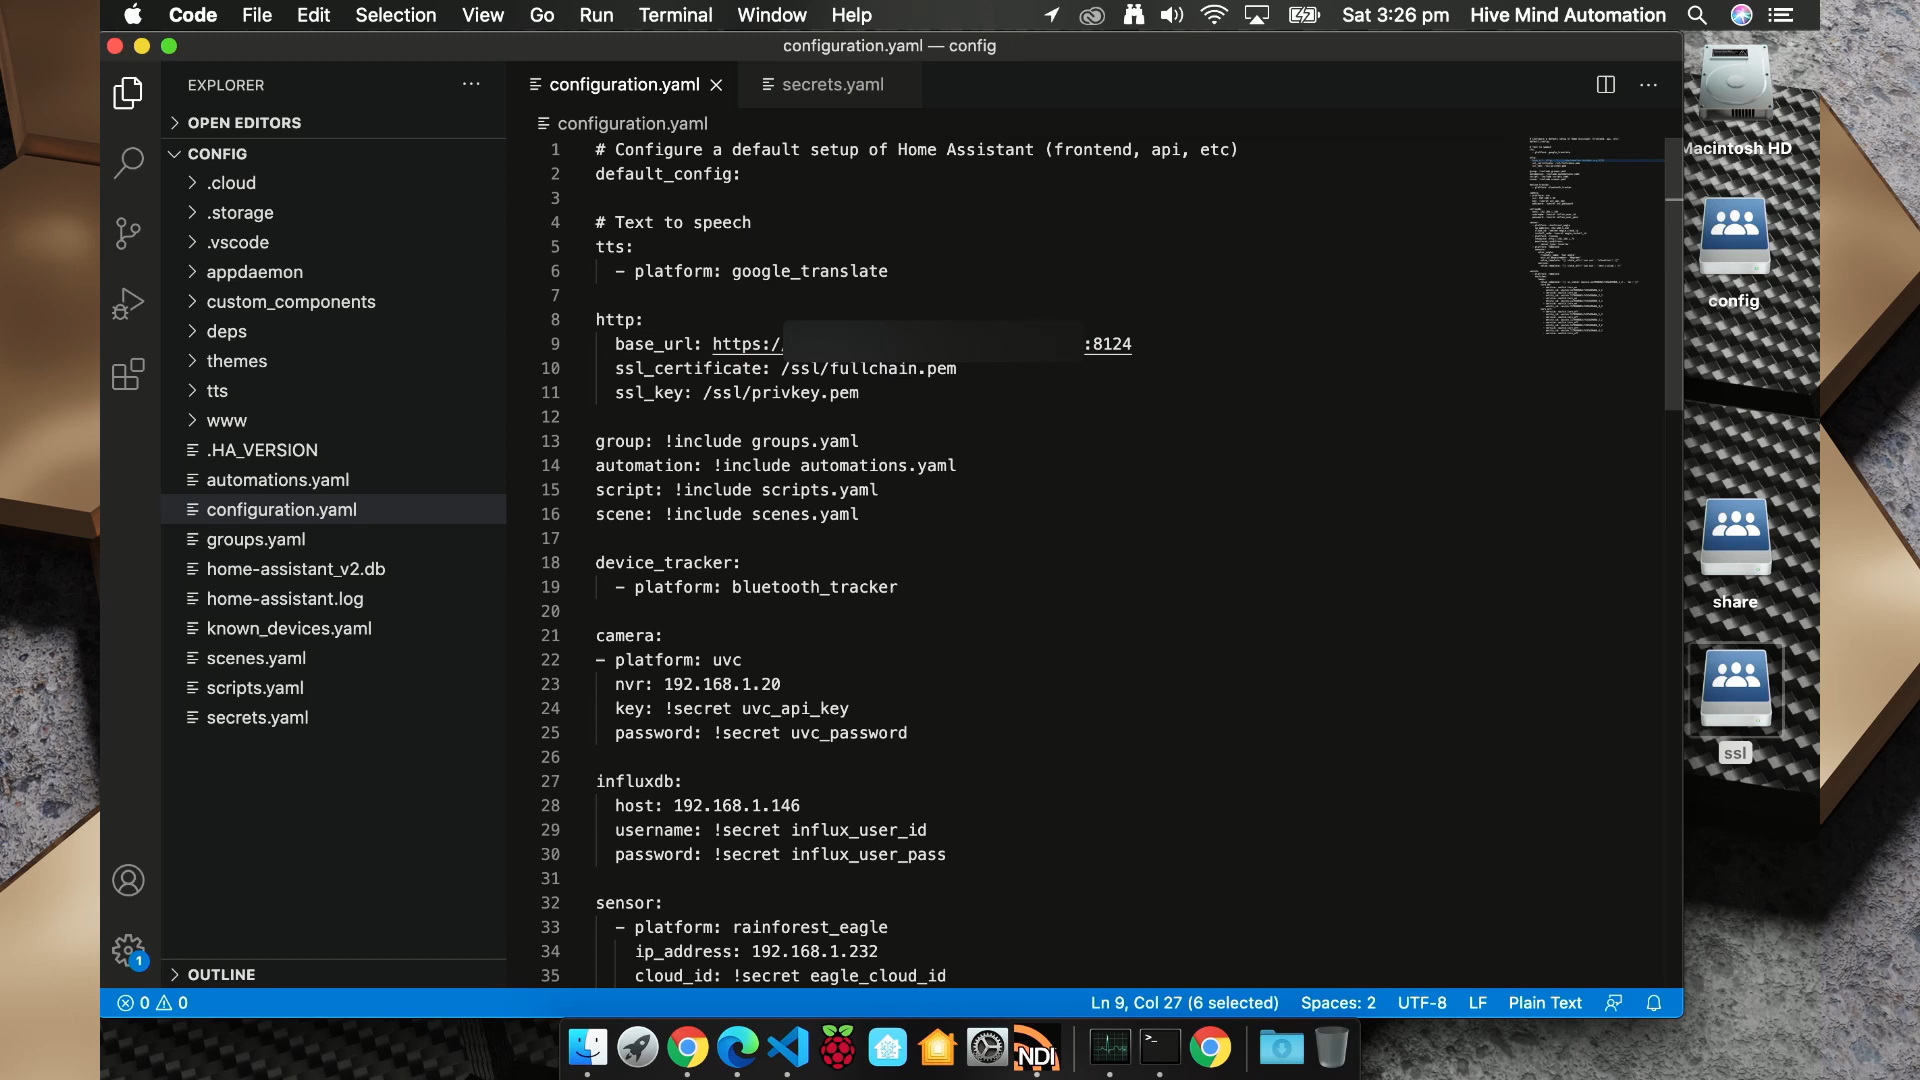 Code File Edit Selection View Go Run Terminal Window Help Sat 3:26 pm Hive Mind Automation
configuration.yaml — config
EXPLORER
configuration.yaml
secrets.yaml
OPEN EDITORS
CONFIG
.cloud
.storage
.vscode
appdaemon
custom_components
deps
themes
tts
www
.HA_VERSION
automations.yaml
configuration.yaml
groups.yaml
home-assistant_v2.db
home-assistant.log
known_devices.yaml
scenes.yaml
scripts.yaml
secrets.yaml
OUTLINE
configuration.yaml
1 # Configure a default setup of Home Assistant (frontend, api, etc)
2 default_config:
3
4 # Text to speech
5 tts:
6 - platform: google_translate
7
8 http:
9 base_url: https:/ :8124
10 ssl_certificate: /ssl/fullchain.pem
11 ssl_key: /ssl/privkey.pem
12
13 group: !include groups.yaml
14 automation: !include automations.yaml
15 script: !include scripts.yaml
16 scene: !include scenes.yaml
17
18 device_tracker:
19 - platform: bluetooth_tracker
20
21 camera:
22 - platform: uvc
23 nvr: 192.168.1.20
24 key: !secret uvc_api_key
25 password: !secret uvc_password
26
27 influxdb:
28 host: 192.168.1.146
29 username: !secret influx_user_id
30 password: !secret influx_user_pass
31
32 sensor:
33 - platform: rainforest_eagle
34 ip_address: 192.168.1.232
35 cloud_id: !secret eagle_cloud_id
Macintosh HD
config
share
ssl
1
0 0 Ln 9, Col 27 (6 selected) Spaces: 2 UTF-8 LF Plain Text
NDI